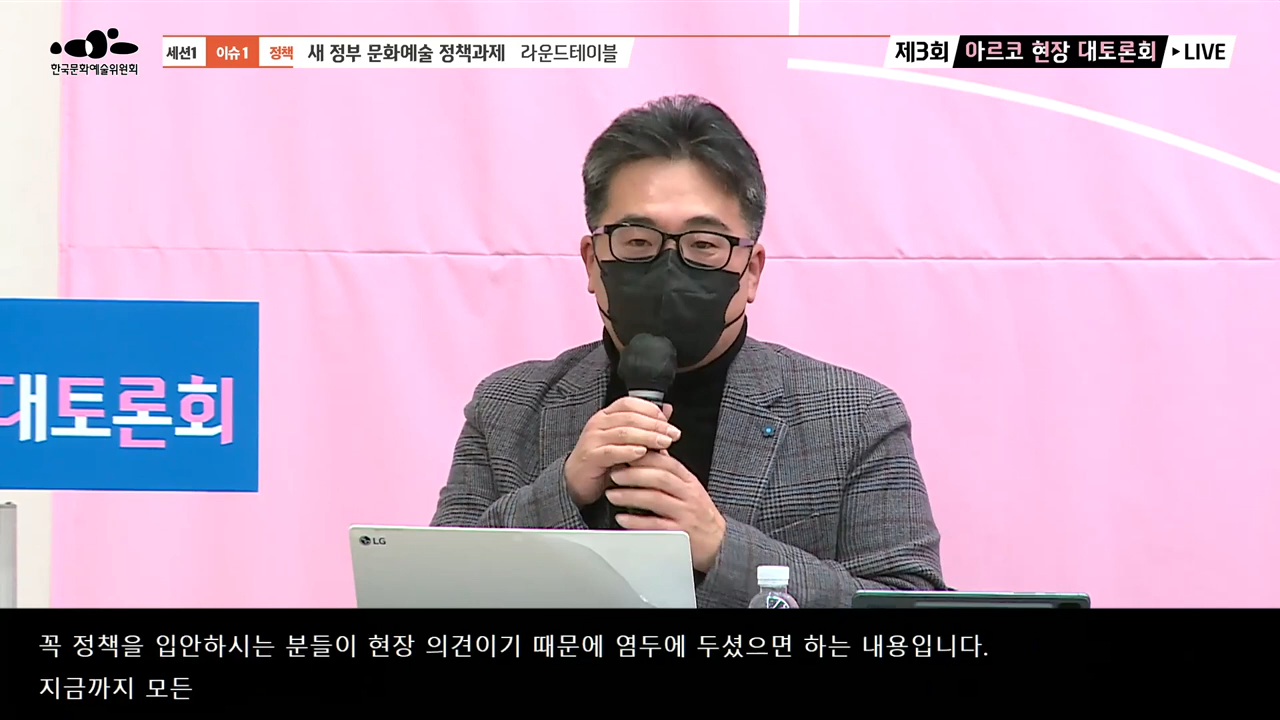 한국문화예술위원회
세션1 이슈1 정책 새 정부 문화예술 정책과제 라운드테이블
제3회 아르코 현장 대토론회 LIVE
대토론회
LG
꼭 정책을 입안하시는 분들이 현장 의견이기 때문에 염두에 두셨으면 하는 내용입니다.
지금까지 모든